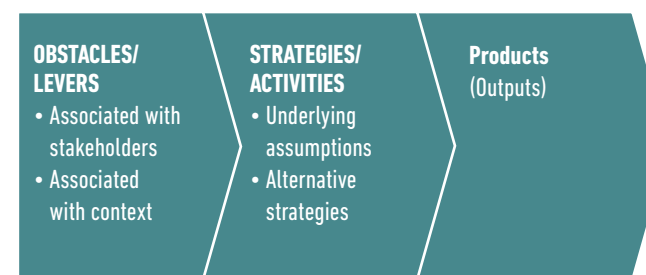 OBSTACLES/
LEVERS
• Associated with
stakeholders
• Associated
with context
STRATEGIES/
ACTIVITIES
• Underlying
assumptions
• Alternative
strategies
Products
(Outputs)